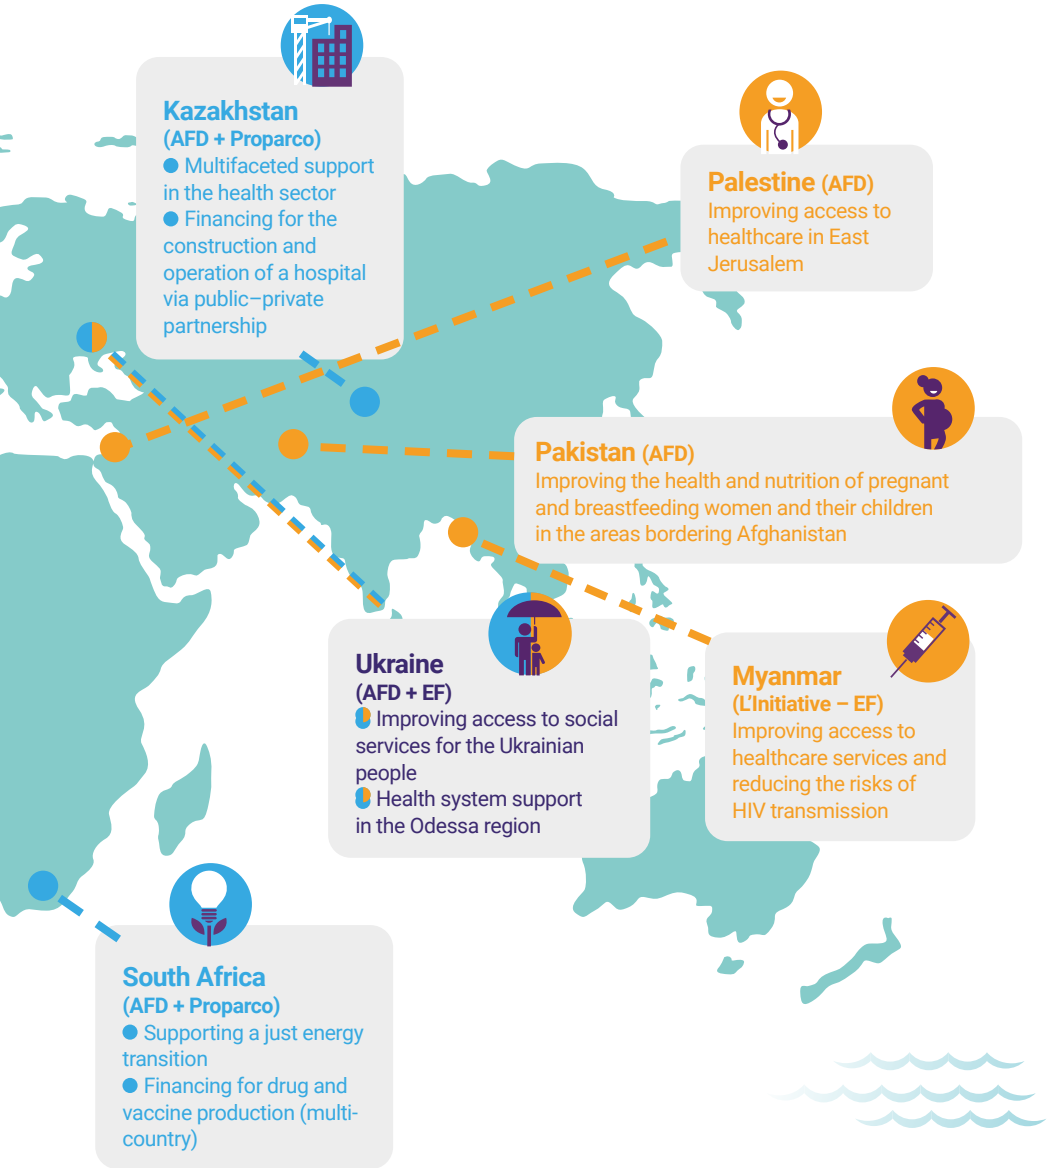 Kazakhstan
(AFD + Proparco)
● Multifaceted support
in the health sector
● Financing for the
construction and
operation of a hospital
via public–private
partnership
Palestine (AFD)
Improving access to
healthcare in East
Jerusalem
Pakistan (AFD)
Improving the health and nutrition of pregnant
and breastfeeding women and their children
in the areas bordering Afghanistan
Ukraine
(AFD + EF)
● Improving access to social
services for the Ukrainian
people
● Health system support
in the Odessa region
Myanmar
(L’Initiative – EF)
Improving access to
healthcare services and
reducing the risks of
HIV transmission
South Africa
(AFD + Proparco)
● Supporting a just energy
transition
● Financing for drug and
vaccine production (multi-
country)